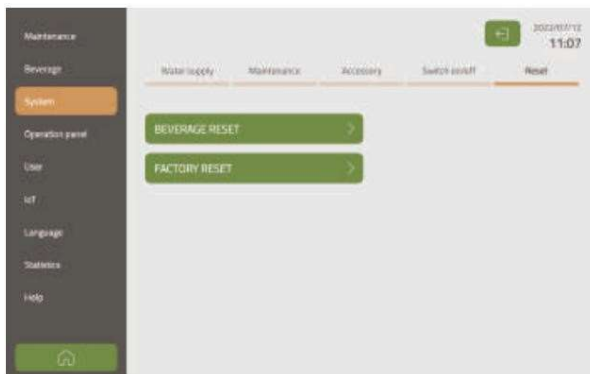 Maintenance
Beverage
System
Operation panel
User
IoT
Language
Statistics
Help
2022/07/12
11:07
Water supply
Maintenance
Accessory
Switch on/off
Reset
BEVERAGE RESET
FACTORY RESET